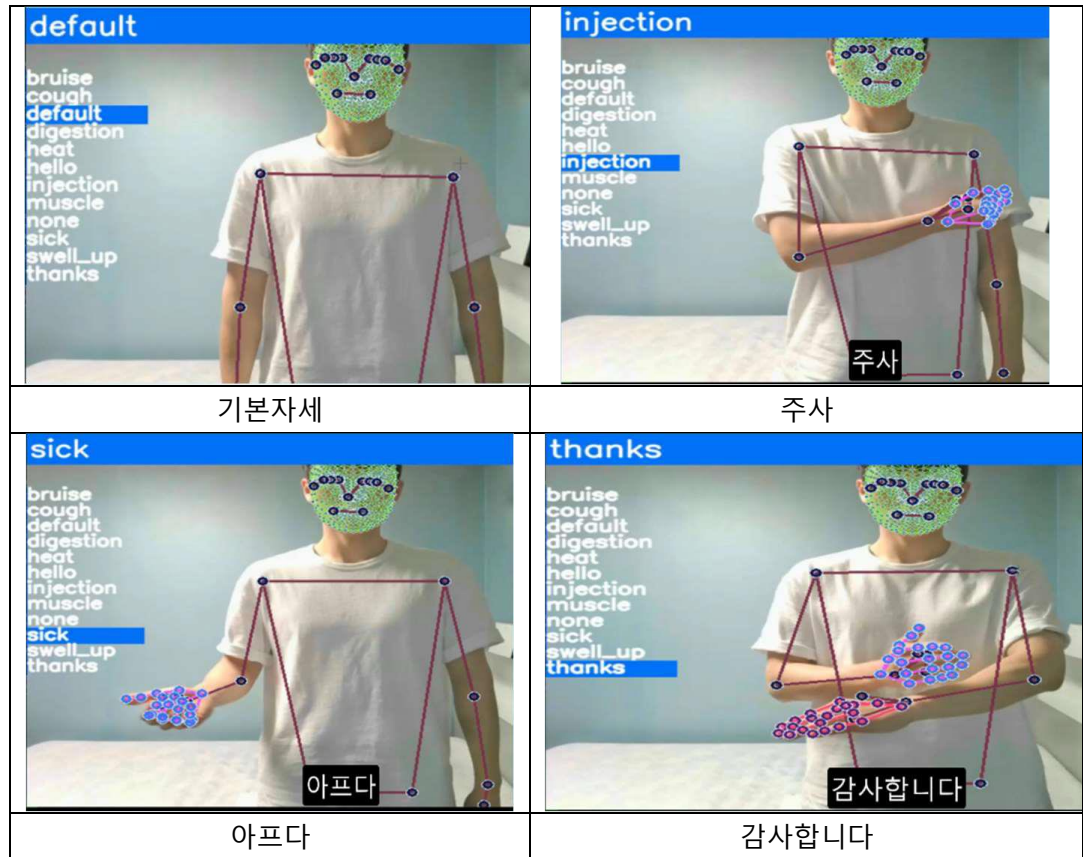 default
bruise
cough
default
digestion
heat
hello
injection
muscle
none
sick
swell_up
thanks
injection
bruise
cough
default
digestion
heat
hello
injection
muscle
none
sick
swell_up
thanks
주사
기본자세
주사
sick
bruise
cough
default
digestion
heat
hello
injection
muscle
none
sick
swell_up
thanks
아프다
thanks
bruise
cough
default
digestion
heat
hello
injection
muscle
none
sick
swell_up
thanks
감사합니다
아프다
감사합니다